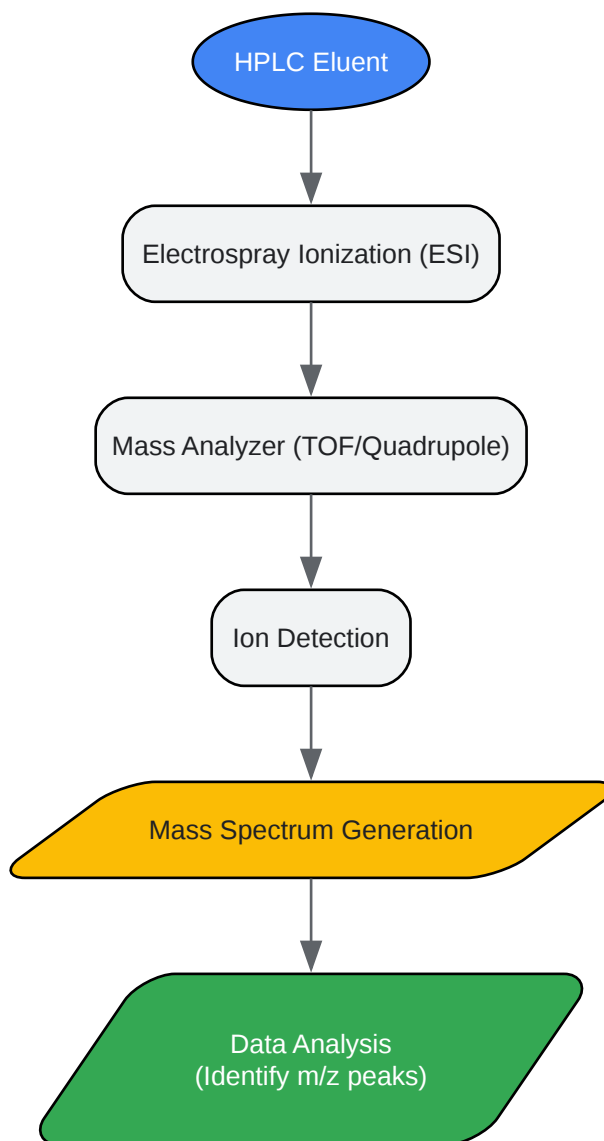 HPLC Eluent
Electrospray Ionization (ESI)
Mass Analyzer (TOF/Quadrupole)
Ion Detection
Mass Spectrum Generation
Data Analysis
(Identify m/z peaks)